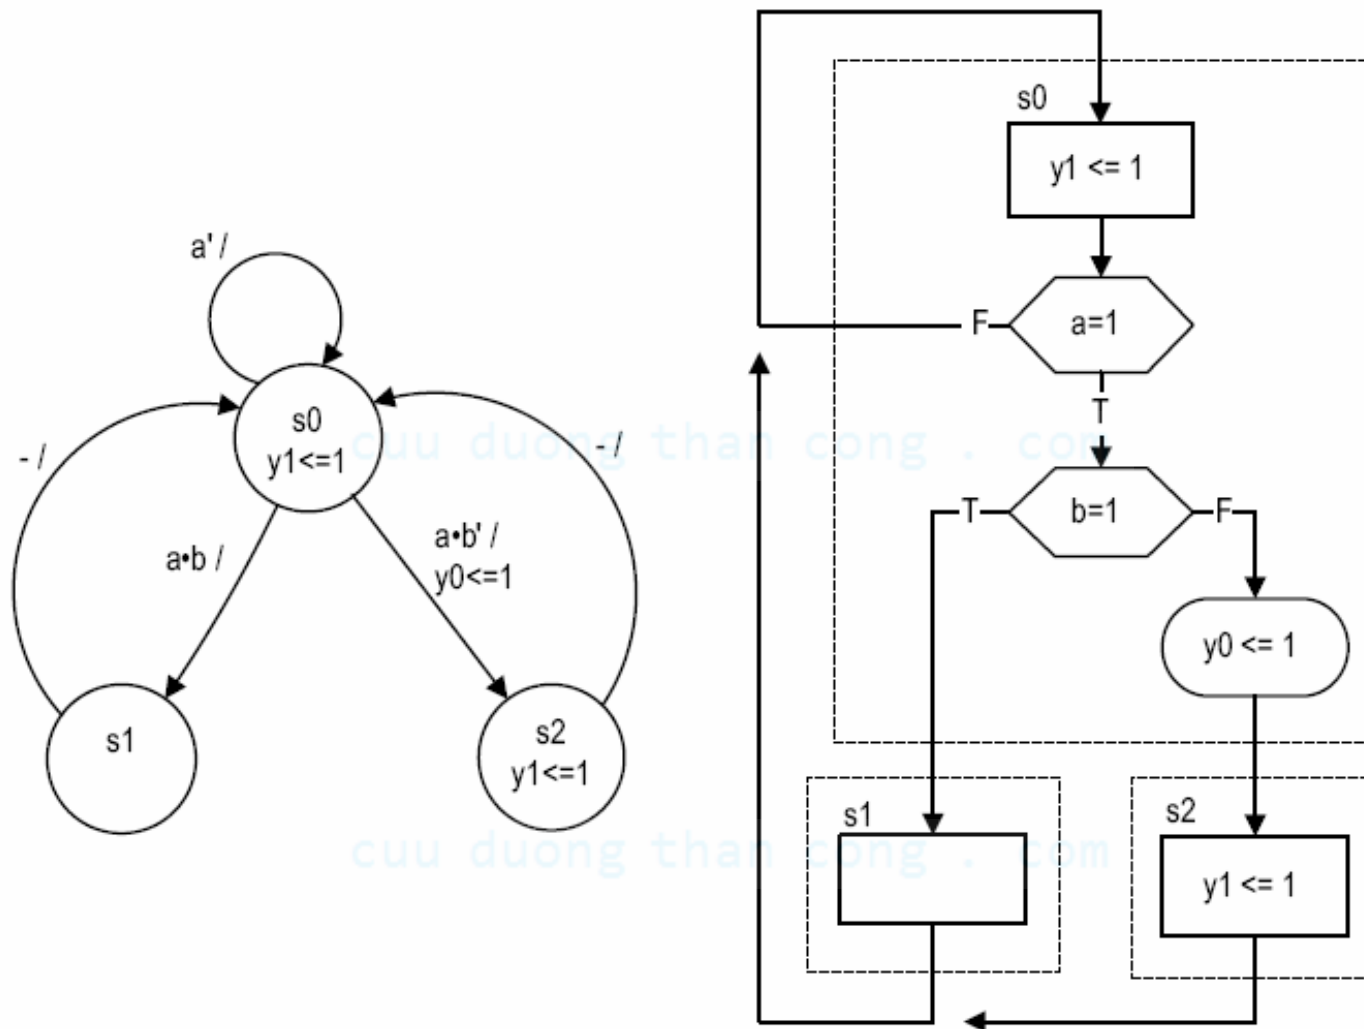 a' /
s0
y1<=1
- /
- /
a•b /
a•b' /
y0<=1
s1
s2
y1<=1
s0
y1 <= 1
F
a=1
T
T
b=1
F
y0 <= 1
s1
s2
y1 <= 1
cuu duong than cong . com
cuu duong than cong . com